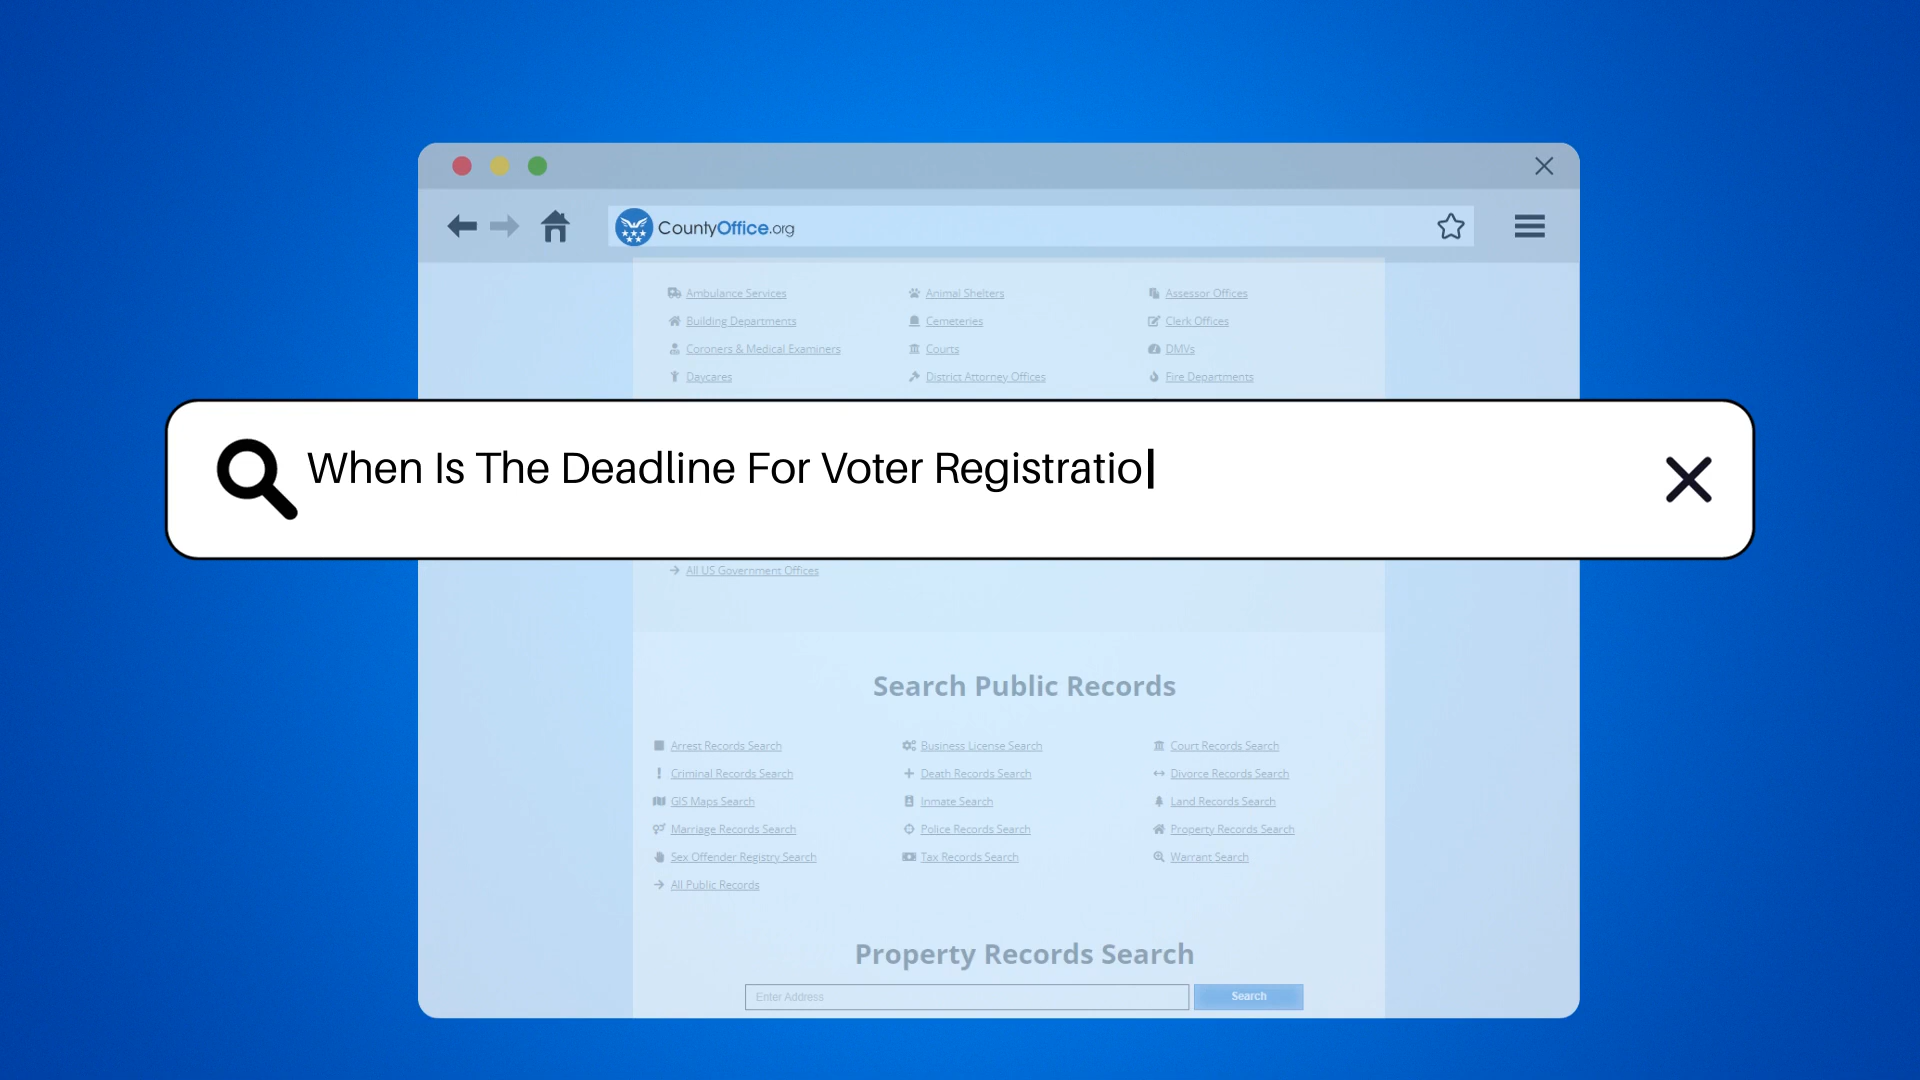 CountyOffice.org
Ambulance Services Animal Shelters Assessor Offices
Building Departments Cemeteries Clerk Offices
Coroners & Medical Examiners Courts DMVs
Daycares District Attorney Offices Fire Departments
When Is The Deadline For Voter Registratio
All US Government Offices
Search Public Records
Arrest Records Search Business License Search Court Records Search
Criminal Records Search Death Records Search Divorce Records Search
GIS Maps Search Inmate Search Land Records Search
Marriage Records Search Police Records Search Property Records Search
Sex Offender Registry Search Tax Records Search Warrant Search
All Public Records
Property Records Search
Enter Address Search